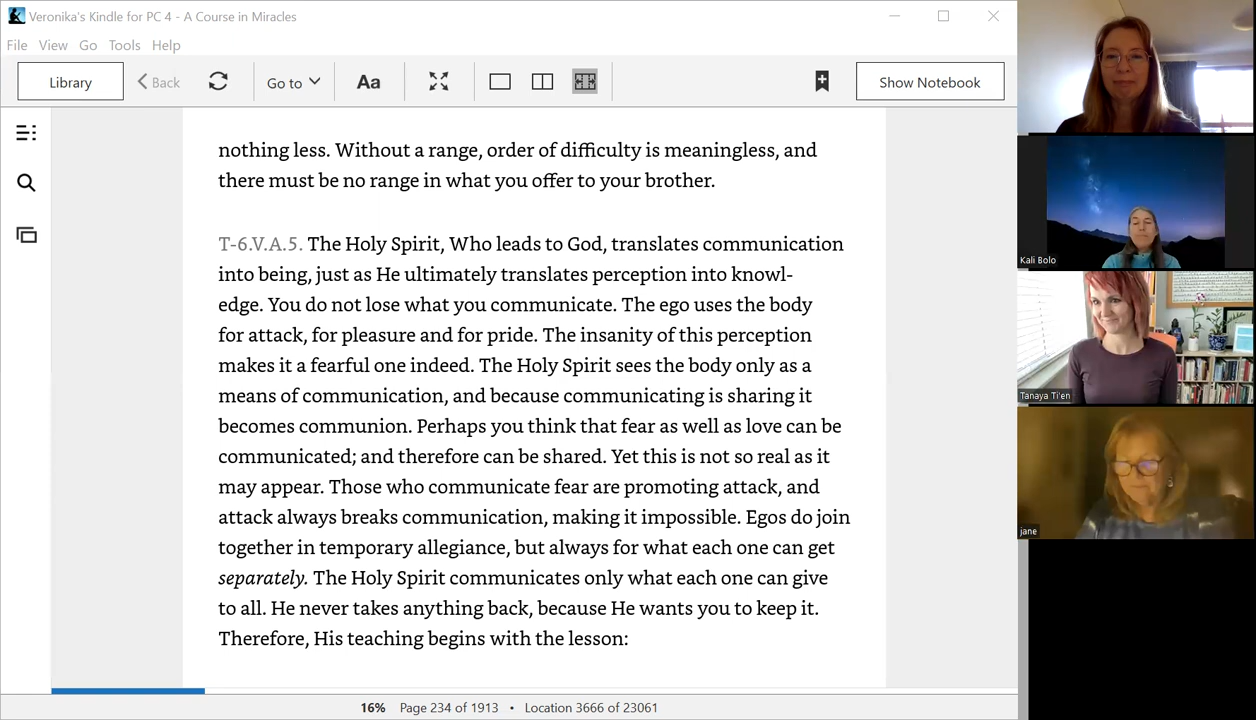 Veronika's Kindle for PC 4 - A Course in Miracles
File View Go Tools Help
Library
Back
Go to
Aa
Show Notebook
nothing less. Without a range, order of difficulty is meaningless, and
there must be no range in what you offer to your brother.
T-6.V.A.5. The Holy Spirit, Who leads to God, translates communication
into being, just as He ultimately translates perception into knowl-
edge. You do not lose what you communicate. The ego uses the body
for attack, for pleasure and for pride. The insanity of this perception
makes it a fearful one indeed. The Holy Spirit sees the body only as a
means of communication, and because communicating is sharing it
becomes communion. Perhaps you think that fear as well as love can be
communicated; and therefore can be shared. Yet this is not so real as it
may appear. Those who communicate fear are promoting attack, and
attack always breaks communication, making it impossible. Egos do join
together in temporary allegiance, but always for what each one can get
separately. The Holy Spirit communicates only what each one can give
to all. He never takes anything back, because He wants you to keep it.
Therefore, His teaching begins with the lesson:
16% Page 234 of 1913 • Location 3666 of 23061
Kali Bolo
Tanaya Ti'en
jane